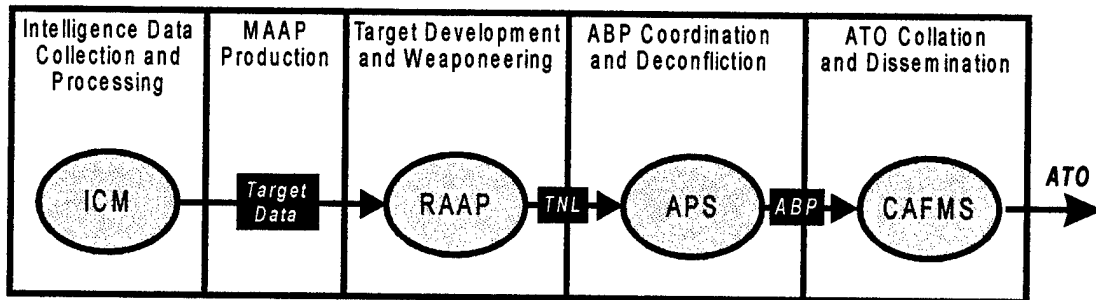 Intelligence Data
Collection and
Processing
MAAP
Production
Target Development
and Weaponeering
ABP Coordination
and Deconfliction
ATO Collation
and Dissemination
ICM
Target
Data
RAAP
TNL
APS
ABP
CAFMS
ATO